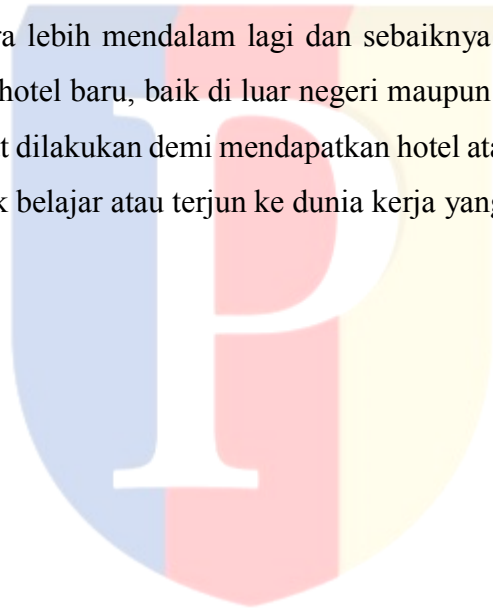 lebih mendalam lagi dan sebaiknya
hotel baru, baik di luar negeri maupun
dilakukan demi mendapatkan hotel
belajar atau terjun ke dunia kerja yang
P